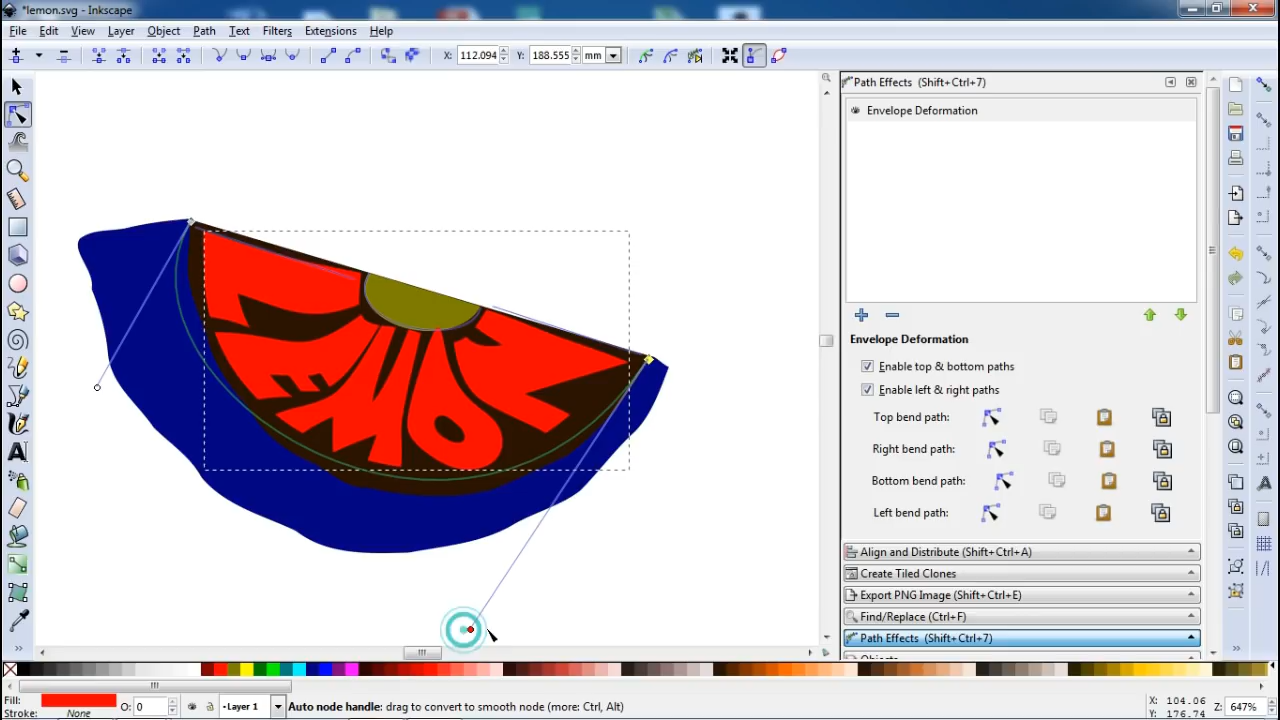 *lemon.svg - Inkscape
File Edit View Layer Object Path Text Filters Extensions Help
X: 112.094 Y: 188.555 mm
Path Effects (Shift+Ctrl+7)
Envelope Deformation
LEMON
Envelope Deformation
Enable top & bottom paths
Enable left & right paths
Top bend path:
Right bend path:
Bottom bend path:
Left bend path:
Align and Distribute (Shift+Ctrl+A)
Create Tiled Clones
Export PNG Image (Shift+Ctrl+E)
Find/Replace (Ctrl+F)
Path Effects (Shift+Ctrl+7)
Objects
Fill:
Stroke: None
O: 0
Layer 1
Auto node handle: drag to convert to smooth node (more: Ctrl, Alt)
X: 104.06
Y: 176.74
Z: 647%